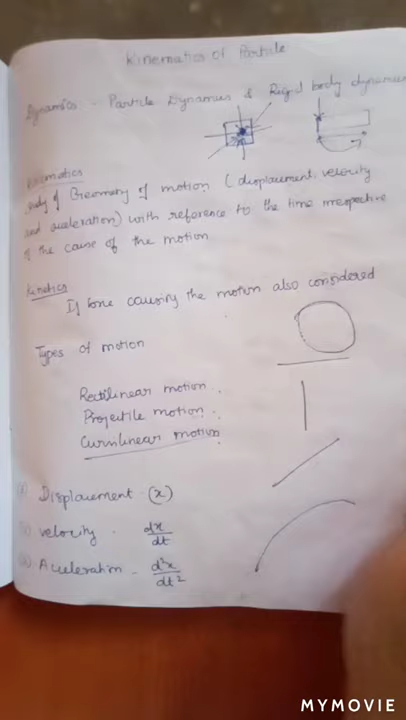 Kinematics of Particle
Dynamics - Particle Dynamics & Rigid body dynamics
Kinematics
study of Geometry of motion (displacement, velocity
and acceleration) with reference to the time irrespective
of the cause of the motion
Kinetics
If force causing the motion also considered
Types of motion
Rectilinear motion.
Projectile motion.
Curvilinear motion
Displacement (x)
velocity. dx/dt
Acceleration - d²x/dt²
MYMOVIE